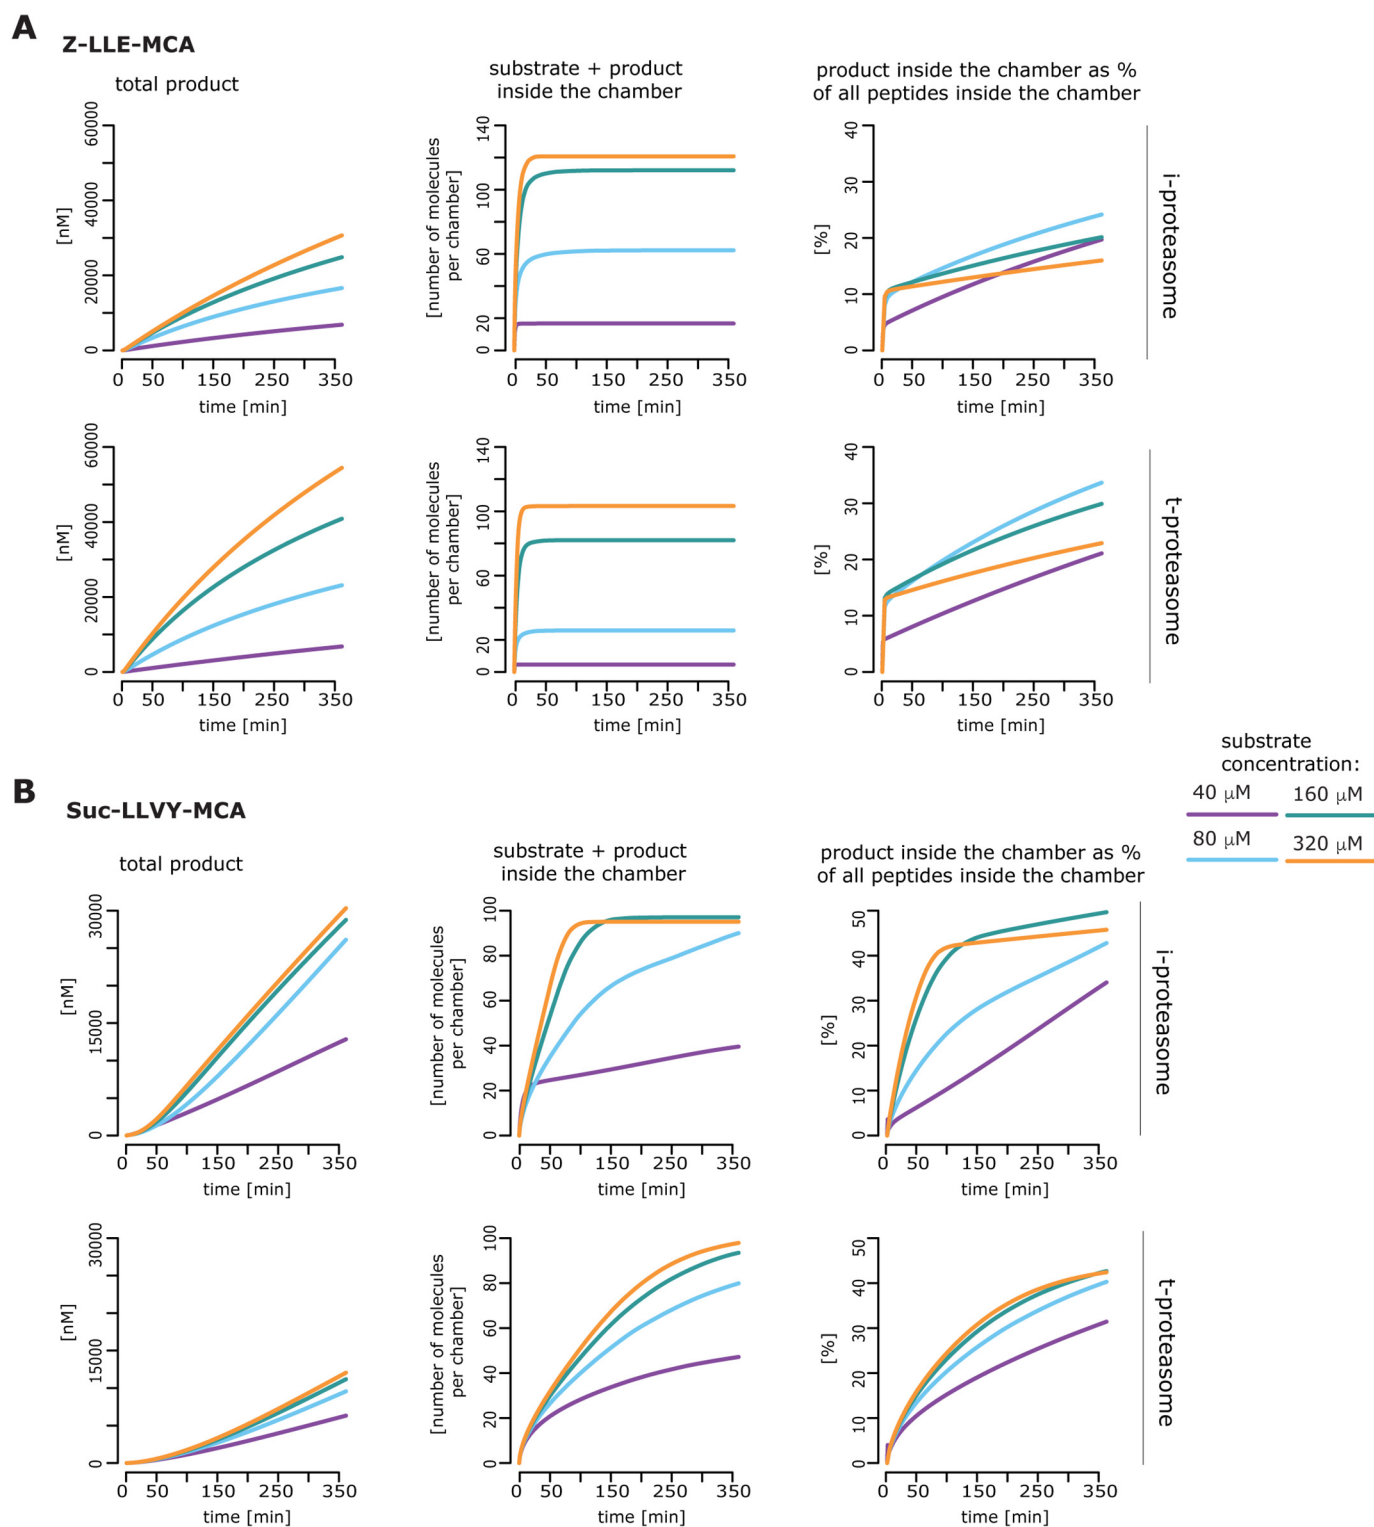 A
Z-LLE-MCA
total product
substrate + product
inside the chamber
product inside the chamber as %
of all peptides inside the chamber
60000
40000
20000
0
[nM]
0 50 150 250 350
time [min]
140
100
60
20
0
[number of molecules
per chamber]
0 50 150 250 350
time [min]
40
30
20
10
0
[%]
0 50 150 250 350
time [min]
i-proteasome
60000
40000
20000
0
[nM]
0 50 150 250 350
time [min]
140
100
60
20
0
[number of molecules
per chamber]
0 50 150 250 350
time [min]
40
30
20
10
0
[%]
0 50 150 250 350
time [min]
t-proteasome
substrate
concentration:
40 μM
160 μM
80 μM
320 μM
B
Suc-LLVY-MCA
total product
substrate + product
inside the chamber
product inside the chamber as %
of all peptides inside the chamber
30000
15000
0
[nM]
0 50 150 250 350
time [min]
100
80
60
40
20
0
[number of molecules
per chamber]
0 50 150 250 350
time [min]
50
40
30
20
10
0
[%]
0 50 150 250 350
time [min]
i-proteasome
30000
15000
0
[nM]
0 50 150 250 350
time [min]
100
80
60
40
20
0
[number of molecules
per chamber]
0 50 150 250 350
time [min]
50
40
30
20
10
0
[%]
0 50 150 250 350
time [min]
t-proteasome